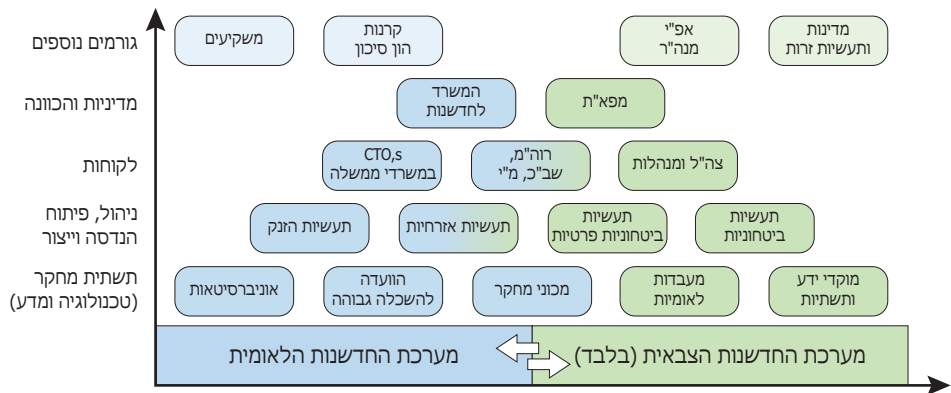 גורמים נוספים
מדינות
ותעשיות זרות
אפ"י
מנה"ר
קרנות
הון סיכון
משקיעים
מדיניות והכוונה
מפא"ת
המשרד
לחדשנות
לקוחות
צה"ל ומנהלות
רוה"מ,
שב"כ, מ"י
CTO,s
במשרדי ממשלה
ניהול, פיתוח
הנדסה וייצור
תעשיות
ביטחוניות
תעשיות
ביטחוניות פרטיות
תעשיות אזרחיות
תעשיות הזנק
תשתית מחקר
(טכנולוגיה ומדע)
מוקדי ידע
ותשתיות
מעבדות
לאומיות
מכוני מחקר
הוועדה
להשכלה גבוהה
אוניברסיטאות
מערכת החדשנות הצבאית (בלבד)
מערכת החדשנות הלאומית